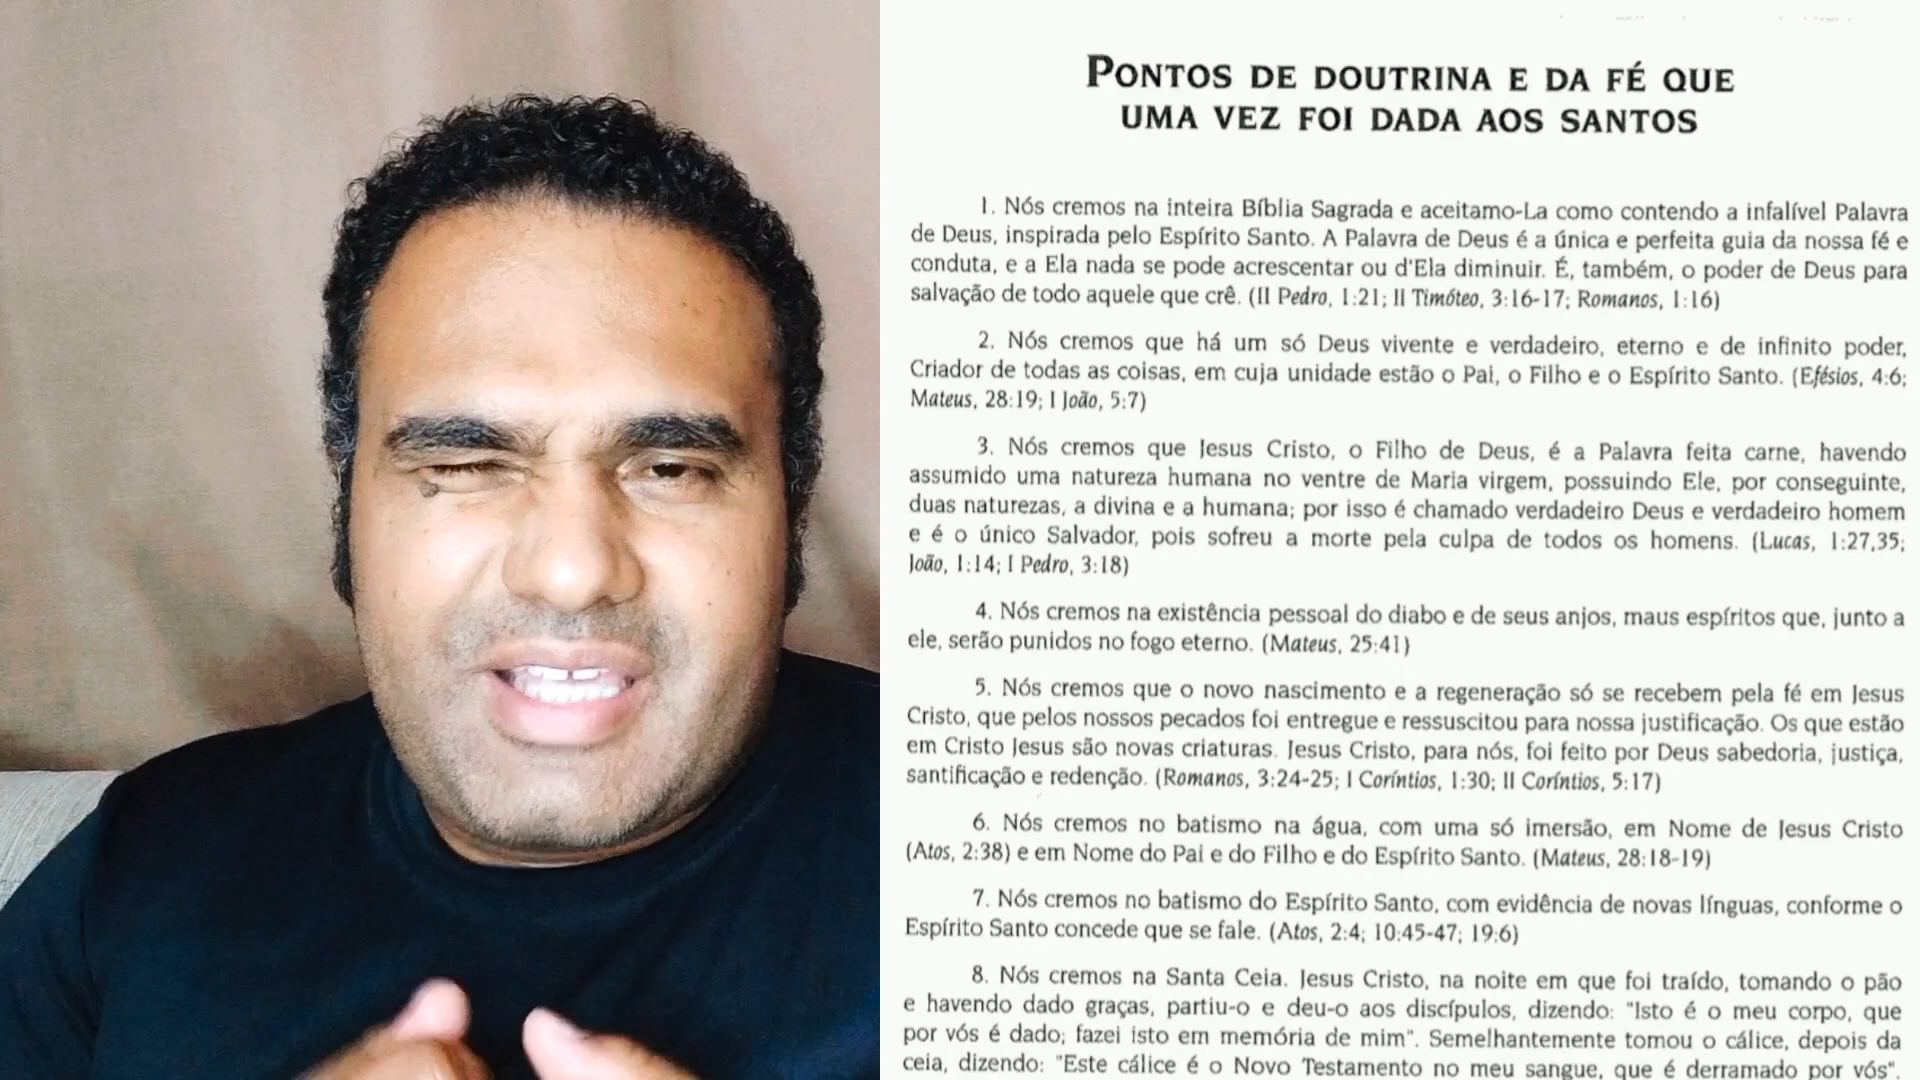 PONTOS DE DOUTRINA E DA FÉ QUE
UMA VEZ FOI DADA AOS SANTOS
1. Nós cremos na inteira Bíblia Sagrada e aceitamo-La como contendo a infalível Palavra
de Deus, inspirada pelo Espírito Santo. A Palavra de Deus é a única e perfeita guia da nossa fé e
conduta, e a Ela nada se pode acrescentar ou d'Ela diminuir. É, também, o poder de Deus para
salvação de todo aquele que crê. (II Pedro, 1:21; II Timóteo, 3:16-17; Romanos, 1:16)
2. Nós cremos que há um só Deus vivente e verdadeiro, eterno e de infinito poder,
Criador de todas as coisas, em cuja unidade estão o Pai, o Filho e o Espírito Santo. (Efésios, 4:6;
Mateus, 28:19; I João, 5:7)
3. Nós cremos que Jesus Cristo, o Filho de Deus, é a Palavra feita carne, havendo
assumido uma natureza humana no ventre de Maria virgem, possuindo Ele, por conseguinte,
duas naturezas, a divina e a humana; por isso é chamado verdadeiro Deus e verdadeiro homem
e é o único Salvador, pois sofreu a morte pela culpa de todos os homens. (Lucas, 1:27,35;
João, 1:14; I Pedro, 3:18)
4. Nós cremos na existência pessoal do diabo e de seus anjos, maus espíritos que, junto a
ele, serão punidos no fogo eterno. (Mateus, 25:41)
5. Nós cremos que o novo nascimento e a regeneração só se recebem pela fé em Jesus
Cristo, que pelos nossos pecados foi entregue e ressuscitou para nossa justificação. Os que estão
em Cristo Jesus são novas criaturas. Jesus Cristo, para nós, foi feito por Deus sabedoria, justiça,
santificação e redenção. (Romanos, 3:24-25; I Coríntios, 1:30; II Coríntios, 5:17)
6. Nós cremos no batismo na água, com uma só imersão, em Nome de Jesus Cristo
(Atos, 2:38) e em Nome do Pai e do Filho e do Espírito Santo. (Mateus, 28:18-19)
7. Nós cremos no batismo do Espírito Santo, com evidência de novas línguas, conforme o
Espírito Santo concede que se fale. (Atos, 2:4; 10:45-47; 19:6)
8. Nós cremos na Santa Ceia. Jesus Cristo, na noite em que foi traído, tomando o pão
e havendo dado graças, partiu-o e deu-o aos discípulos, dizendo: "Isto é o meu corpo, que
por vós é dado; fazei isto em memória de mim". Semelhantemente tomou o cálice, depois da
ceia, dizendo: "Este cálice é o Novo Testamento no meu sangue, que é derramado por vós".